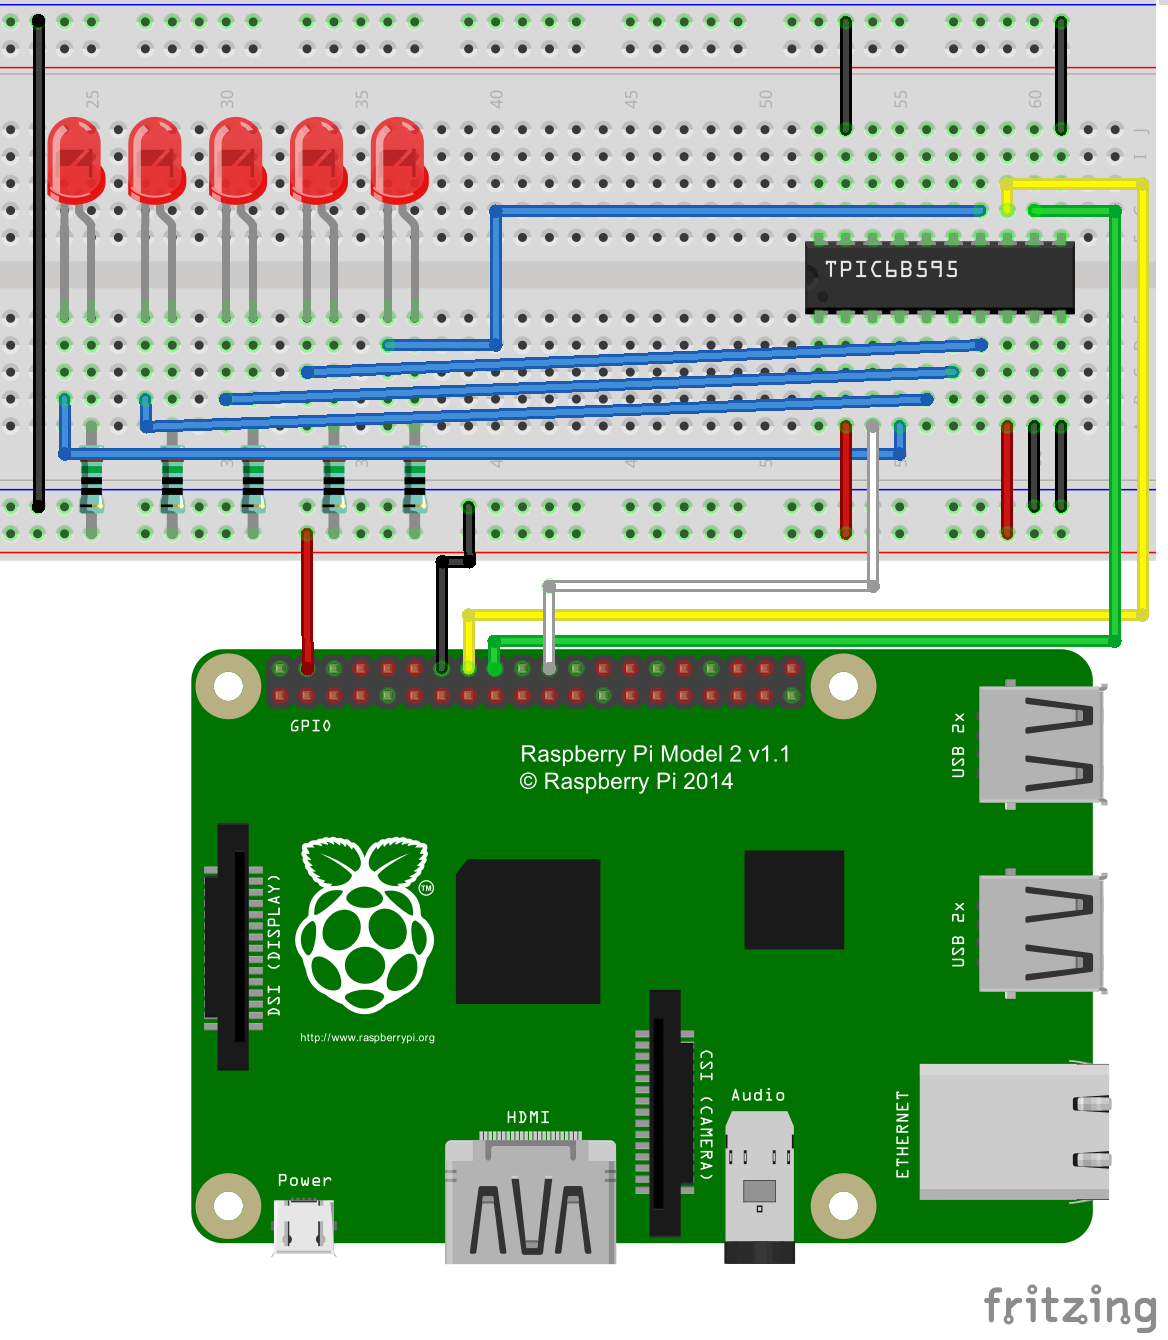 25 30 35 40 45 50 55 60
J
I
TPIC6B595
GPIO
Raspberry Pi Model 2 v1.1
© Raspberry Pi 2014
USB 2x
DSI (DISPLAY)
TM
USB 2x
http://www.raspberrypi.org
CSI (CAMERA)
Audio
ETHERNET
HDMI
Power
fritzing